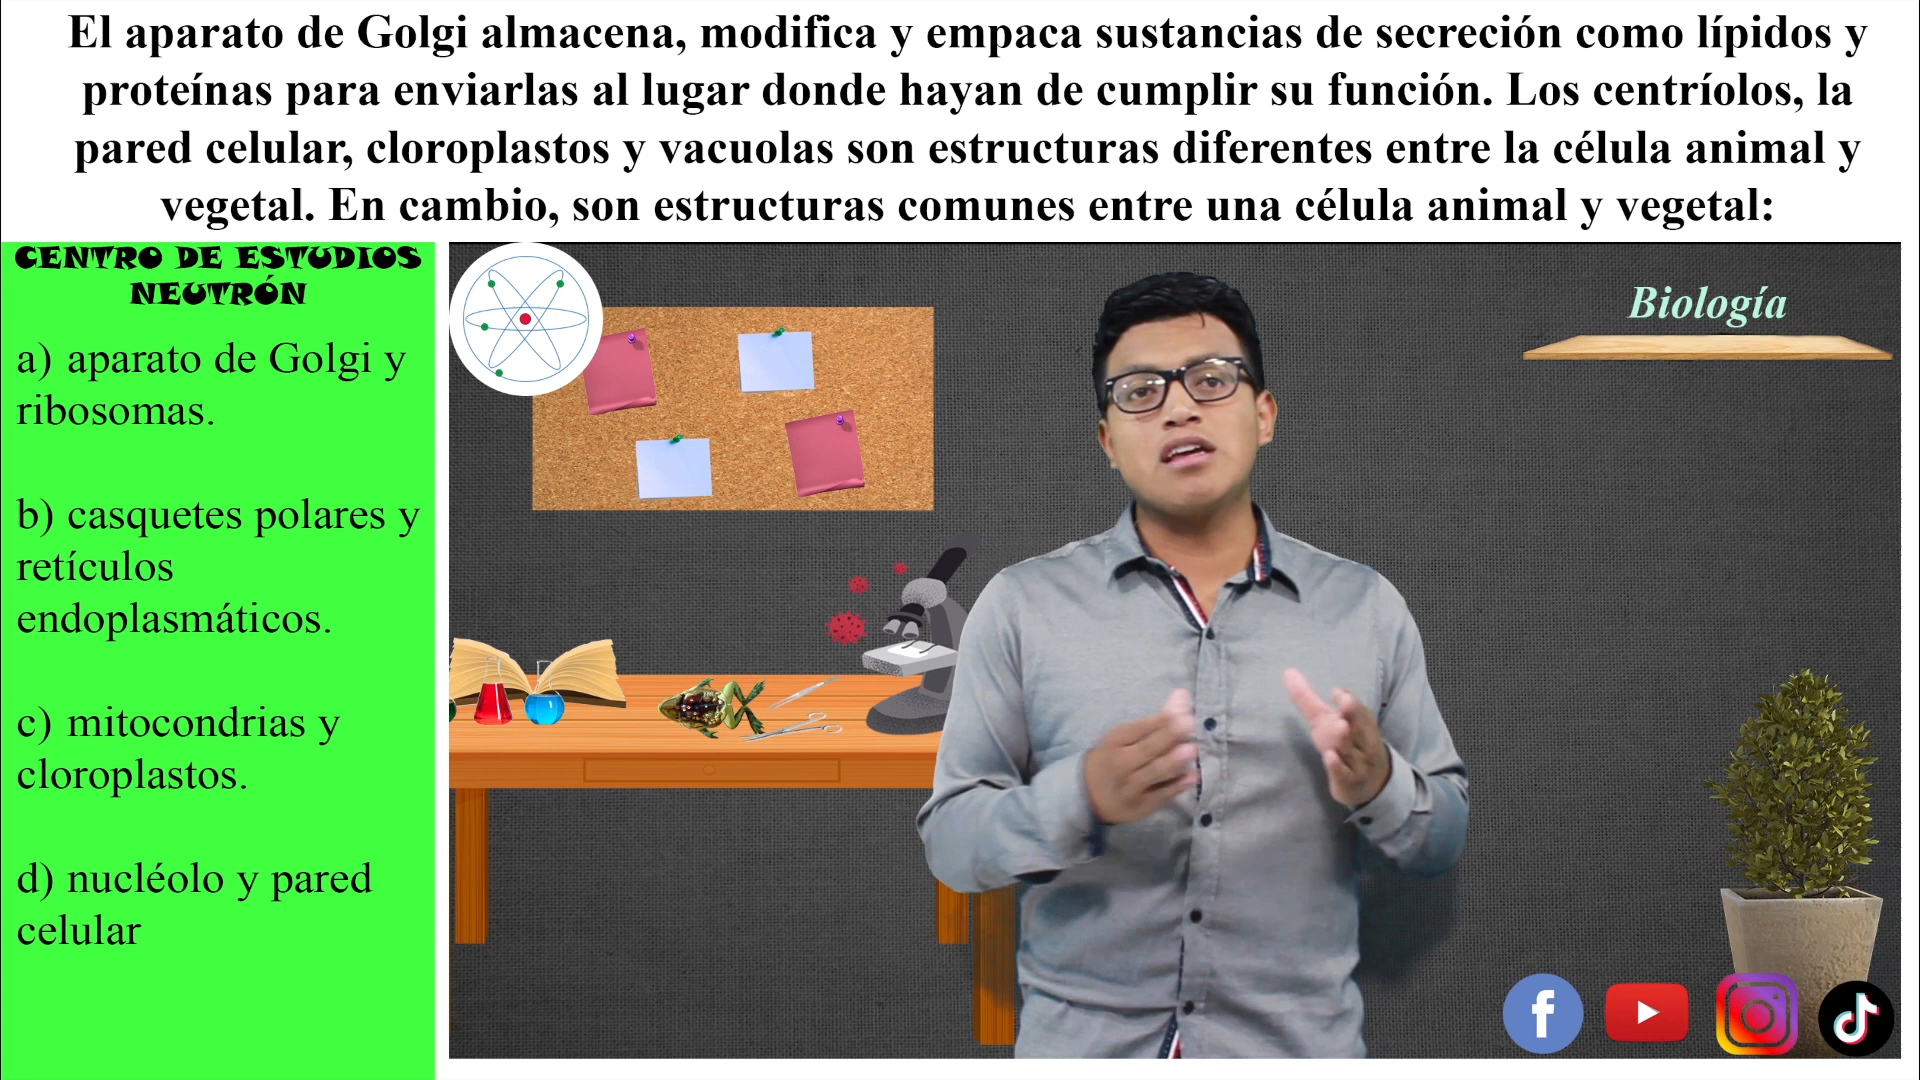 El aparato de Golgi almacena, modifica y empaca sustancias de secreción como lípidos y
proteínas para enviarlas al lugar donde hayan de cumplir su función. Los centríolos, la
pared celular, cloroplastos y vacuolas son estructuras diferentes entre la célula animal y
vegetal. En cambio, son estructuras comunes entre una célula animal y vegetal:
CENTRO DE ESTUDIOS
NEUTRÓN
a) aparato de Golgi y
ribosomas.
b) casquetes polares y
retículos
endoplasmáticos.
c) mitocondrias y
cloroplastos.
d) nucléolo y pared
celular
Biología